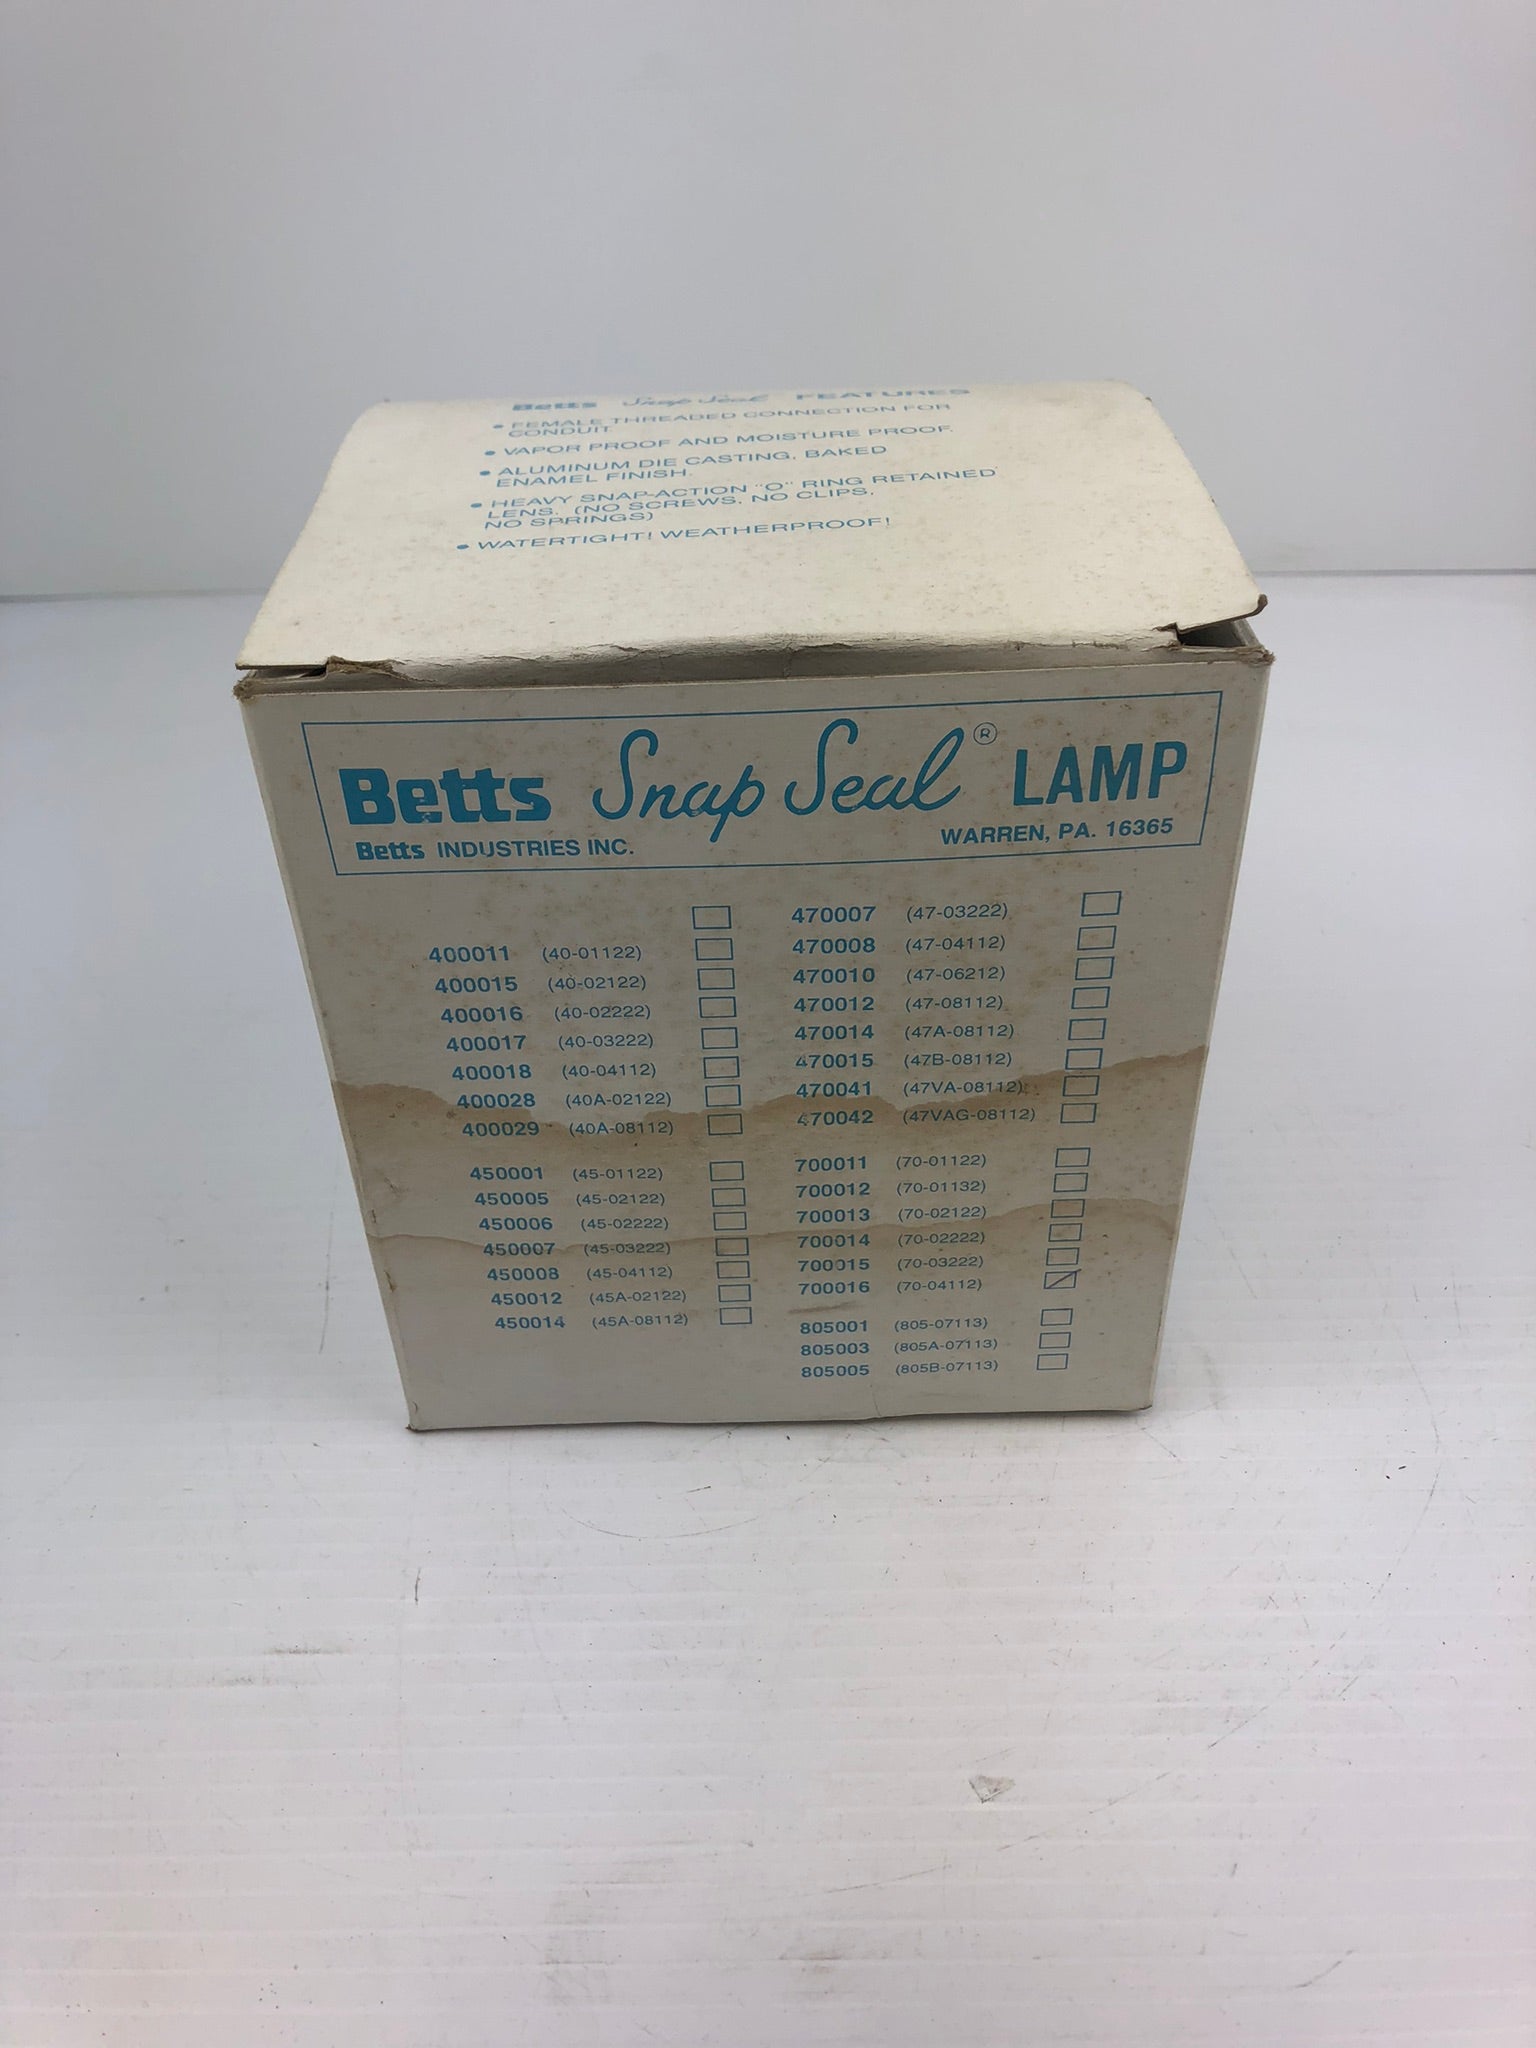 Betts Snap Seal FEATURES
• FEMALE THREADED CONNECTION FOR
CONDUIT.
• VAPOR PROOF AND MOISTURE PROOF.
• ALUMINUM DIE CASTING, BAKED
ENAMEL FINISH.
• HEAVY SNAP-ACTION "O" RING RETAINED
LENS. (NO SCREWS, NO CLIPS,
NO SPRINGS)
• WATERTIGHT! WEATHERPROOF!
Betts Snap Seal® LAMP
Betts INDUSTRIES INC. WARREN, PA. 16365
400011 (40-01122)
400015 (40-02122)
400016 (40-02222)
400017 (40-03222)
400018 (40-04112)
400028 (40A-02122)
400029 (40A-08112)
450001 (45-01122)
450005 (45-02122)
450006 (45-02222)
450007 (45-03222)
450008 (45-04112)
450012 (45A-02122)
450014 (45A-08112)
470007 (47-03222)
470008 (47-04112)
470010 (47-06212)
470012 (47-08112)
470014 (47A-08112)
470015 (47B-08112)
470041 (47VA-08112)
470042 (47VAG-08112)
700011 (70-01122)
700012 (70-01132)
700013 (70-02122)
700014 (70-02222)
700015 (70-03222)
700016 (70-04112)
805001 (805-07113)
805003 (805A-07113)
805005 (805B-07113)